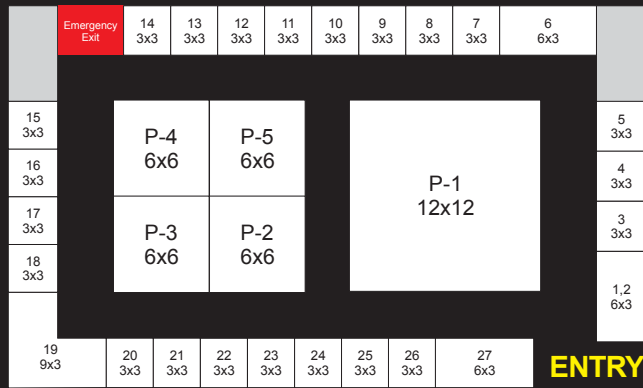 Emergency
Exit
14
3x3
13
3x3
12
3x3
11
3x3
10
3x3
9
3x3
8
3x3
7
3x3
6
6x3
15
3x3
16
3x3
17
3x3
18
3x3
P-4
6x6
P-5
6x6
P-3
6x6
P-2
6x6
P-1
12x12
5
3x3
4
3x3
3
3x3
1,2
6x3
19
9x3
20
3x3
21
3x3
22
3x3
23
3x3
24
3x3
25
3x3
26
3x3
27
6x3
ENTRY